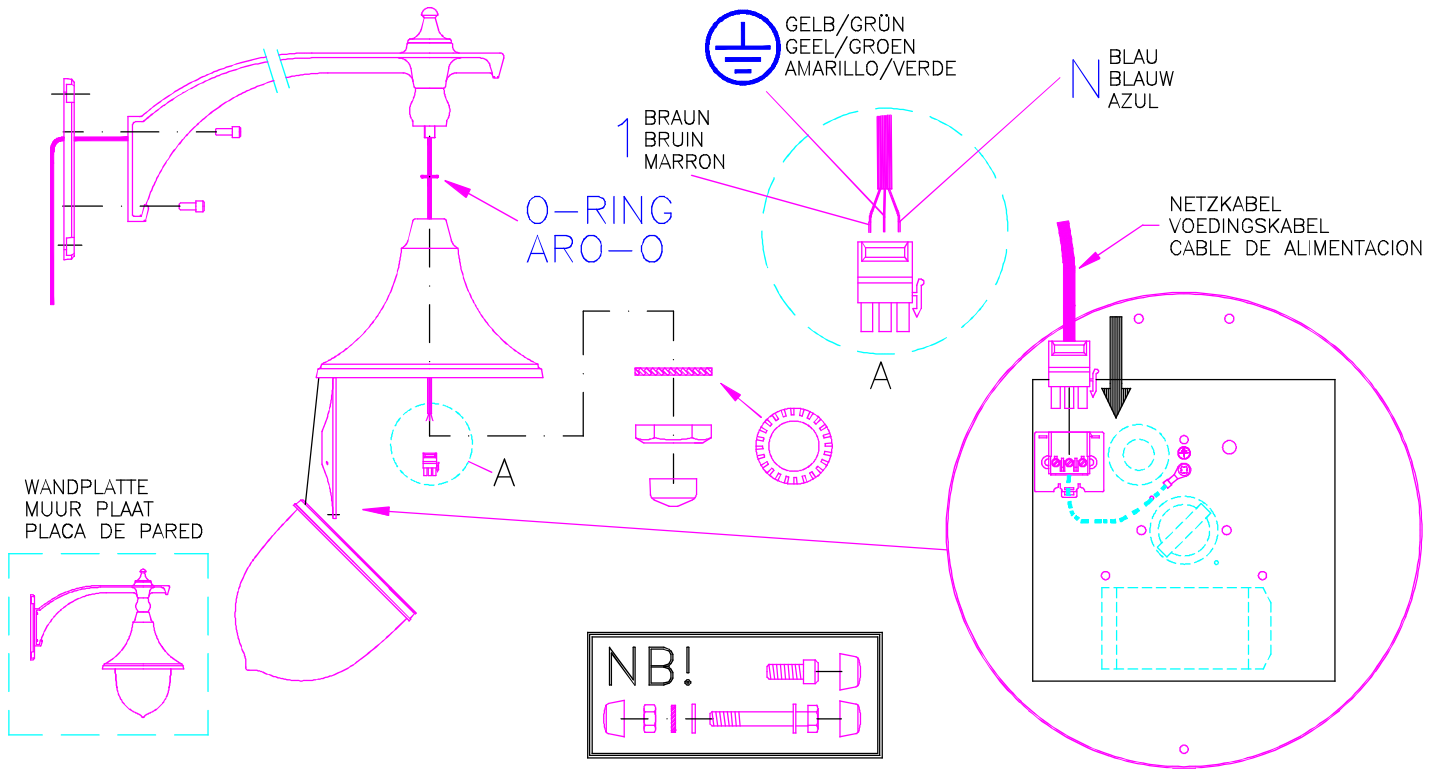 GELB/GRÜN
GEEL/GROEN
AMARILLO/VERDE
N
BLAU
BLAUW
AZUL
1
BRAUN
BRUIN
MARRON
O-RING
ARO-O
NETZKABEL
VOEDINGSKABEL
CABLE DE ALIMENTACION
A
A
WANDPLATTE
MUUR PLAAT
PLACA DE PARED
NB!